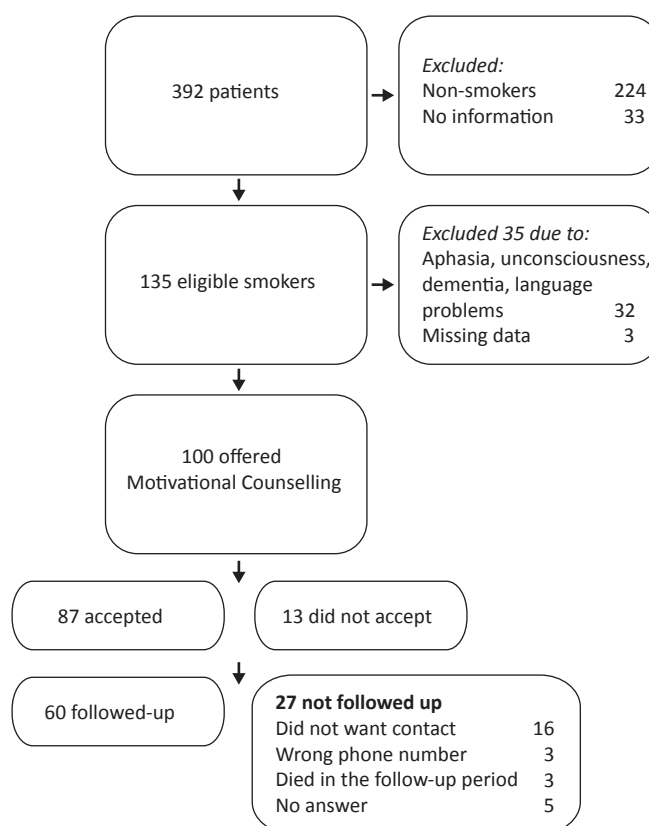 392 patients
Excluded:
Non-smokers 224
No information 33
135 eligible smokers
Excluded 35 due to:
Aphasia, unconsciousness,
dementia, language
problems 32
Missing data 3
100 offered
Motivational Counselling
87 accepted
13 did not accept
60 followed-up
27 not followed up
Did not want contact 16
Wrong phone number 3
Died in the follow-up period 3
No answer 5